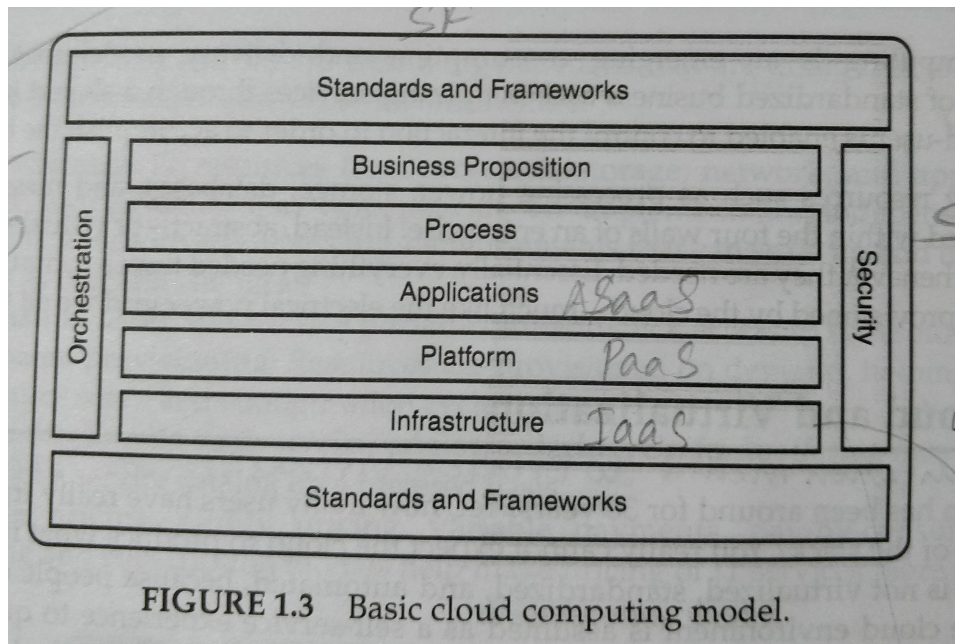 SF
Standards and Frameworks
Business Proposition
Process
Applications ASaaS
Platform PaaS
Infrastructure IaaS
Orchestration
Security
Standards and Frameworks
FIGURE 1.3 Basic cloud computing model.